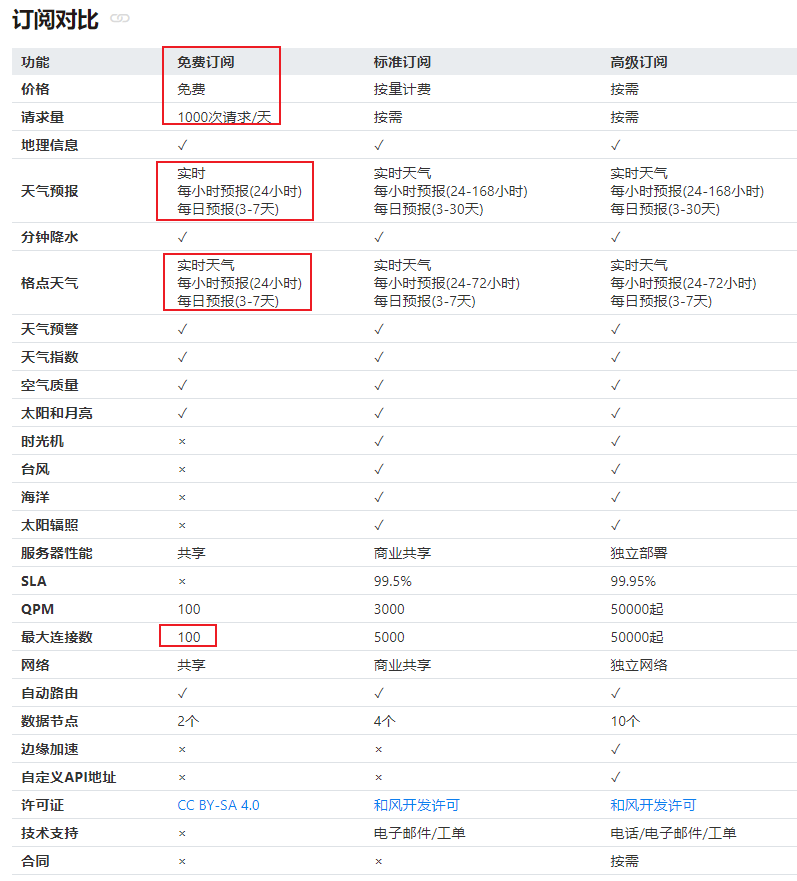 订阅对比
功能 免费订阅 标准订阅 高级订阅
价格 免费 按量计费 按需
请求量 1000次请求/天 按需 按需
地理信息 ✓ ✓ ✓
天气预报 实时 实时天气 实时天气
每小时预报(24小时) 每小时预报(24-168小时) 每小时预报(24-168小时)
每日预报(3-7天) 每日预报(3-30天) 每日预报(3-30天)
分钟降水 ✓ ✓ ✓
格点天气 实时天气 实时天气 实时天气
每小时预报(24小时) 每小时预报(24-72小时) 每小时预报(24-72小时)
每日预报(3-7天) 每日预报(3-7天) 每日预报(3-7天)
天气预警 ✓ ✓ ✓
天气指数 ✓ ✓ ✓
空气质量 ✓ ✓ ✓
太阳和月亮 ✓ ✓ ✓
时光机 × ✓ ✓
台风 × ✓ ✓
海洋 × ✓ ✓
太阳辐照 × ✓ ✓
服务器性能 共享 商业共享 独立部署
SLA × 99.5% 99.95%
QPM 100 3000 50000起
最大连接数 100 5000 50000起
网络 共享 商业共享 独立网络
自动路由 ✓ ✓ ✓
数据节点 2个 4个 10个
边缘加速 × × ✓
自定义API地址 × × ✓
许可证 CC BY-SA 4.0 和风开发许可 和风开发许可
技术支持 × 电子邮件/工单 电话/电子邮件/工单
合同 × × 按需